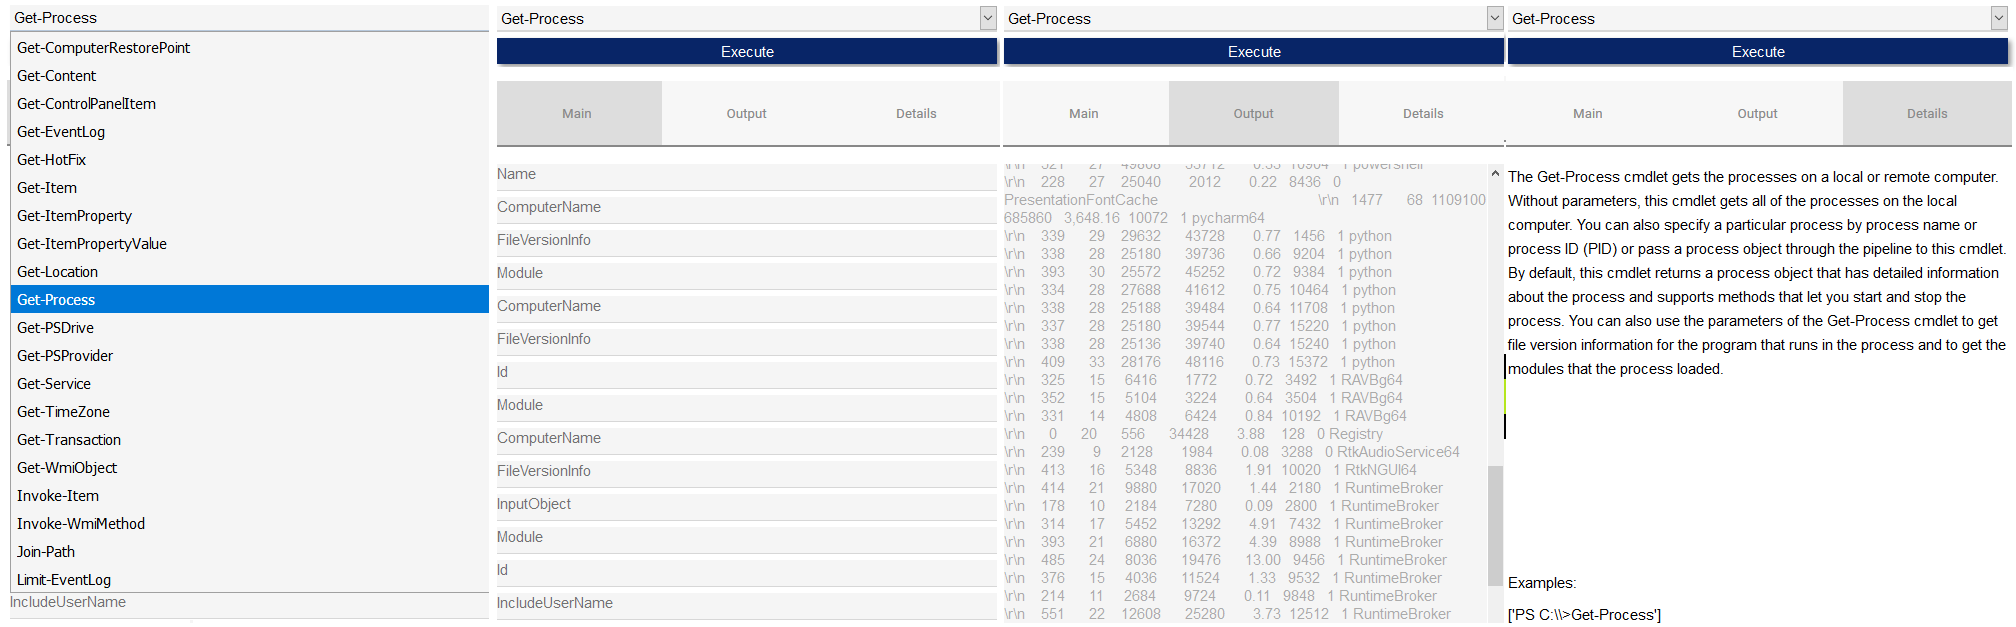 Get-Process
Get-ComputerRestorePoint
Get-Content
Get-ControlPanelItem
Get-EventLog
Get-HotFix
Get-Item
Get-ItemProperty
Get-ItemPropertyValue
Get-Location
Get-Process
Get-PSDrive
Get-PSProvider
Get-Service
Get-TimeZone
Get-Transaction
Get-WmiObject
Invoke-Item
Invoke-WmiMethod
Join-Path
Limit-EventLog
IncludeUserName
Get-Process
Execute
Main Output Details
Name
ComputerName
FileVersionInfo
Module
ComputerName
FileVersionInfo
Id
Module
ComputerName
FileVersionInfo
InputObject
Module
Id
IncludeUserName
Get-Process
Execute
Main Output Details
\r\n 521 27 49808 55712 0.55 10904 1 powershell
\r\n 228 27 25040 2012 0.22 8436 0
PresentationFontCache \r\n 1477 68 1109100
685860 3,648.16 10072 1 pycharm64
\r\n 339 29 29632 43728 0.77 1456 1 python
\r\n 338 28 25180 39736 0.66 9204 1 python
\r\n 393 30 25572 45252 0.72 9384 1 python
\r\n 334 28 27688 41612 0.75 10464 1 python
\r\n 338 28 25188 39484 0.64 11708 1 python
\r\n 337 28 25180 39544 0.77 15220 1 python
\r\n 338 28 25136 39740 0.64 15240 1 python
\r\n 409 33 28176 48116 0.73 15372 1 python
\r\n 325 15 6416 1772 0.72 3492 1 RAVBg64
\r\n 352 15 5104 3224 0.64 3504 1 RAVBg64
\r\n 331 14 4808 6424 0.84 10192 1 RAVBg64
\r\n 0 20 556 34428 3.88 128 0 Registry
\r\n 239 9 2128 1984 0.08 3288 0 RtkAudioService64
\r\n 413 16 5348 8836 1.91 10020 1 RtkNGUI64
\r\n 414 21 9880 17020 1.44 2180 1 RuntimeBroker
\r\n 178 10 2184 7280 0.09 2800 1 RuntimeBroker
\r\n 314 17 5452 13292 4.91 7432 1 RuntimeBroker
\r\n 393 21 6880 16372 4.39 8988 1 RuntimeBroker
\r\n 485 24 8036 19476 13.00 9456 1 RuntimeBroker
\r\n 376 15 4036 11524 1.33 9532 1 RuntimeBroker
\r\n 214 11 2684 9724 0.11 9848 1 RuntimeBroker
\r\n 551 22 12608 25280 3.73 12512 1 RuntimeBroker
Get-Process
Execute
Main Output Details
The Get-Process cmdlet gets the processes on a local or remote computer.
Without parameters, this cmdlet gets all of the processes on the local
computer. You can also specify a particular process by process name or
process ID (PID) or pass a process object through the pipeline to this cmdlet.
By default, this cmdlet returns a process object that has detailed information
about the process and supports methods that let you start and stop the
process. You can also use the parameters of the Get-Process cmdlet to get
file version information for the program that runs in the process and to get the
modules that the process loaded.
Examples:
['PS C:\\>Get-Process']